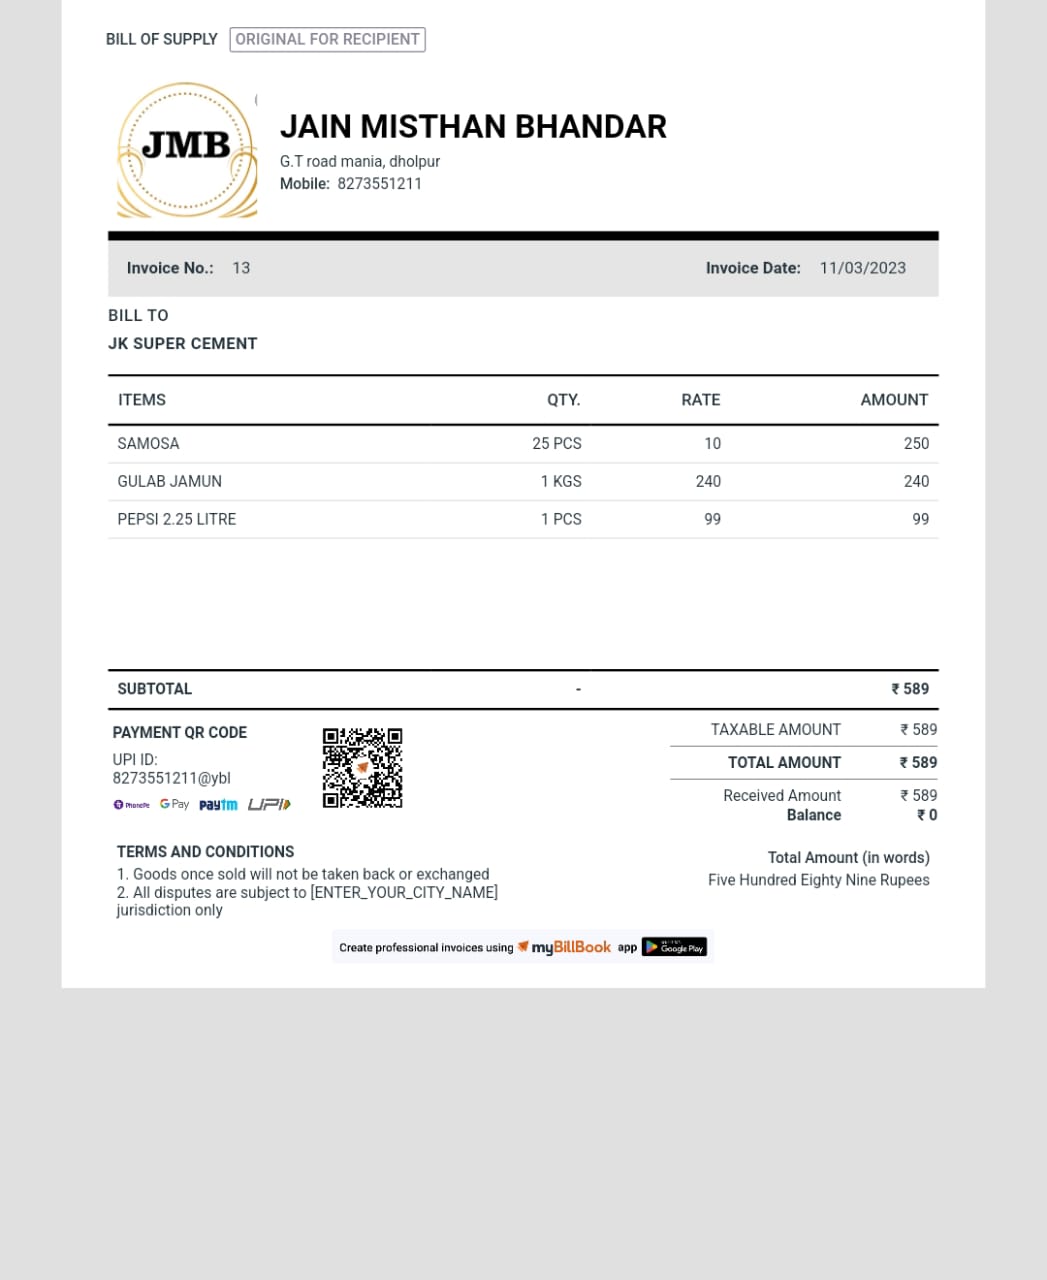 BILL OF SUPPLY ORIGINAL FOR RECIPIENT
JMB
JAIN MISTHAN BHANDAR
G.T road mania, dholpur
Mobile: 8273551211
Invoice No.: 13 Invoice Date: 11/03/2023
BILL TO
JK SUPER CEMENT
ITEMS QTY. RATE AMOUNT
SAMOSA 25 PCS 10 250
GULAB JAMUN 1 KGS 240 240
PEPSI 2.25 LITRE 1 PCS 99 99
SUBTOTAL - ₹ 589
PAYMENT QR CODE
UPI ID:
8273551211@ybl
PhonePe G Pay paytm UPI
TAXABLE AMOUNT ₹ 589
TOTAL AMOUNT ₹ 589
Received Amount ₹ 589
Balance ₹ 0
TERMS AND CONDITIONS
1. Goods once sold will not be taken back or exchanged
2. All disputes are subject to [ENTER_YOUR_CITY_NAME]
jurisdiction only
Total Amount (in words)
Five Hundred Eighty Nine Rupees
Create professional invoices using myBillBook app Google Play